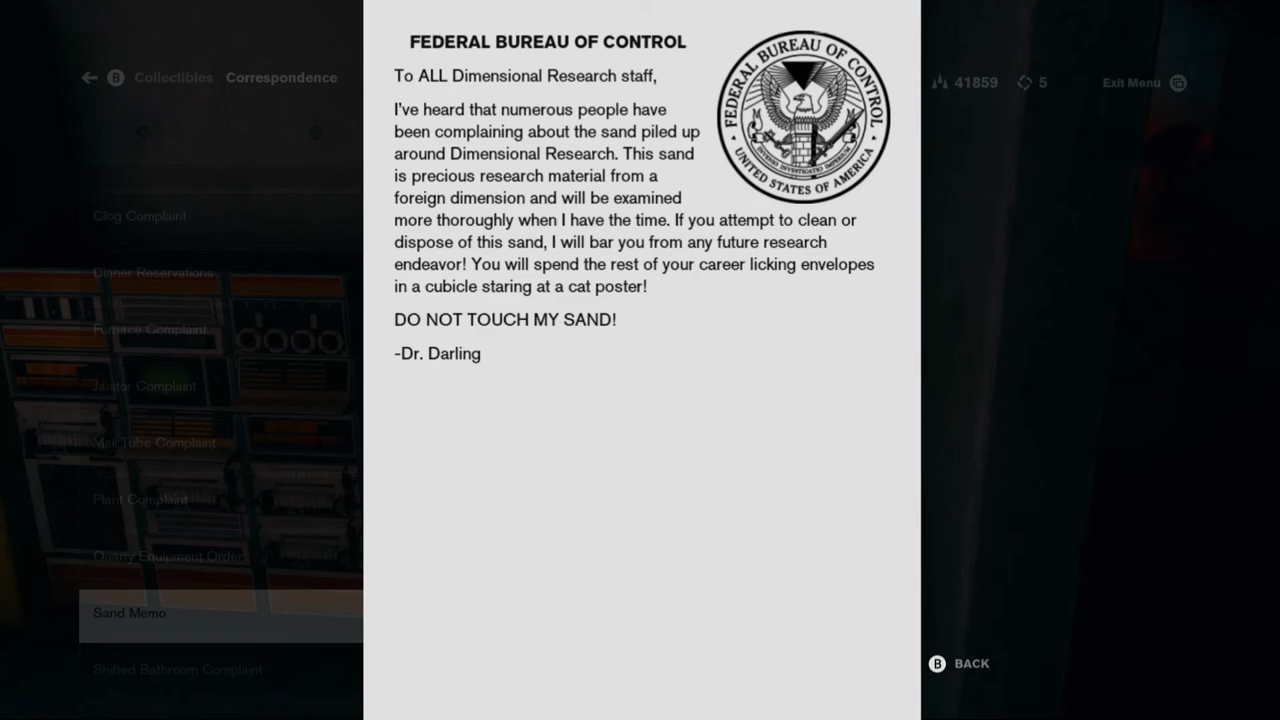 ← B Collectibles Correspondence
41859 5 Exit Menu
Clog Complaint
Dinner Reservations
Furnace Complaint
Janitor Complaint
Mail Tube Complaint
Plant Complaint
Quarry Equipment Order
Sand Memo
Shifted Bathroom Complaint
FEDERAL BUREAU OF CONTROL
FEDERAL BUREAU OF CONTROL
UNITED STATES OF AMERICA
To ALL Dimensional Research staff,
I've heard that numerous people have
been complaining about the sand piled up
around Dimensional Research. This sand
is precious research material from a
foreign dimension and will be examined
more thoroughly when I have the time. If you attempt to clean or
dispose of this sand, I will bar you from any future research
endeavor! You will spend the rest of your career licking envelopes
in a cubicle staring at a cat poster!
DO NOT TOUCH MY SAND!
-Dr. Darling
B BACK